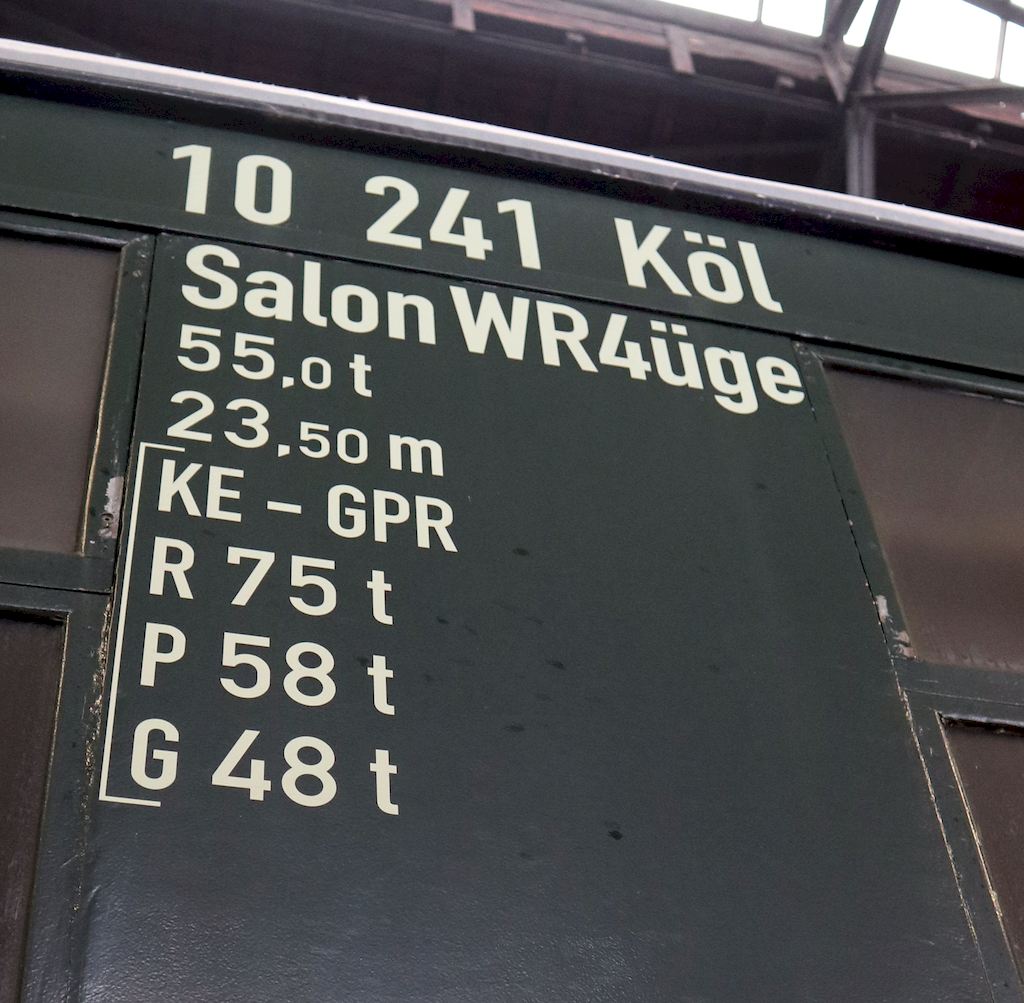 10 241 Köl
Salon WR4üge
55,0 t
23,50 m
KE – GPR
R 75 t
P 58 t
G 48 t